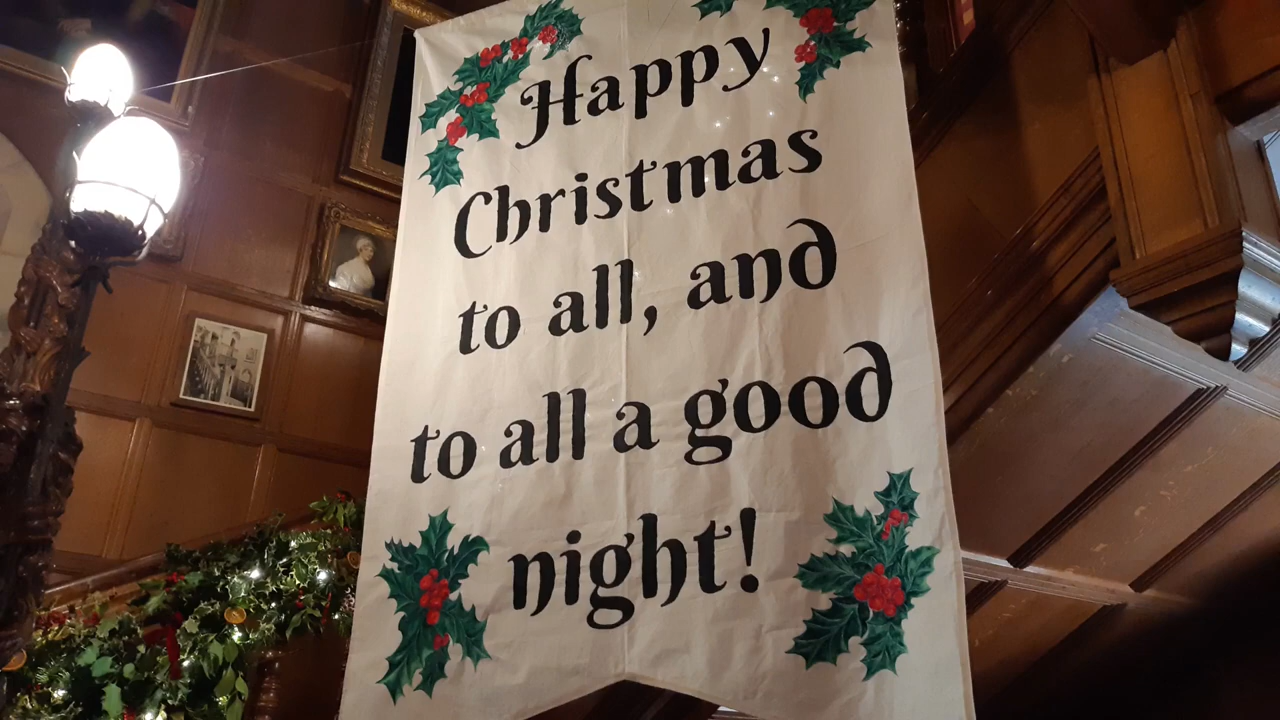 Happy
Christmas
to all, and
to all a good
night!